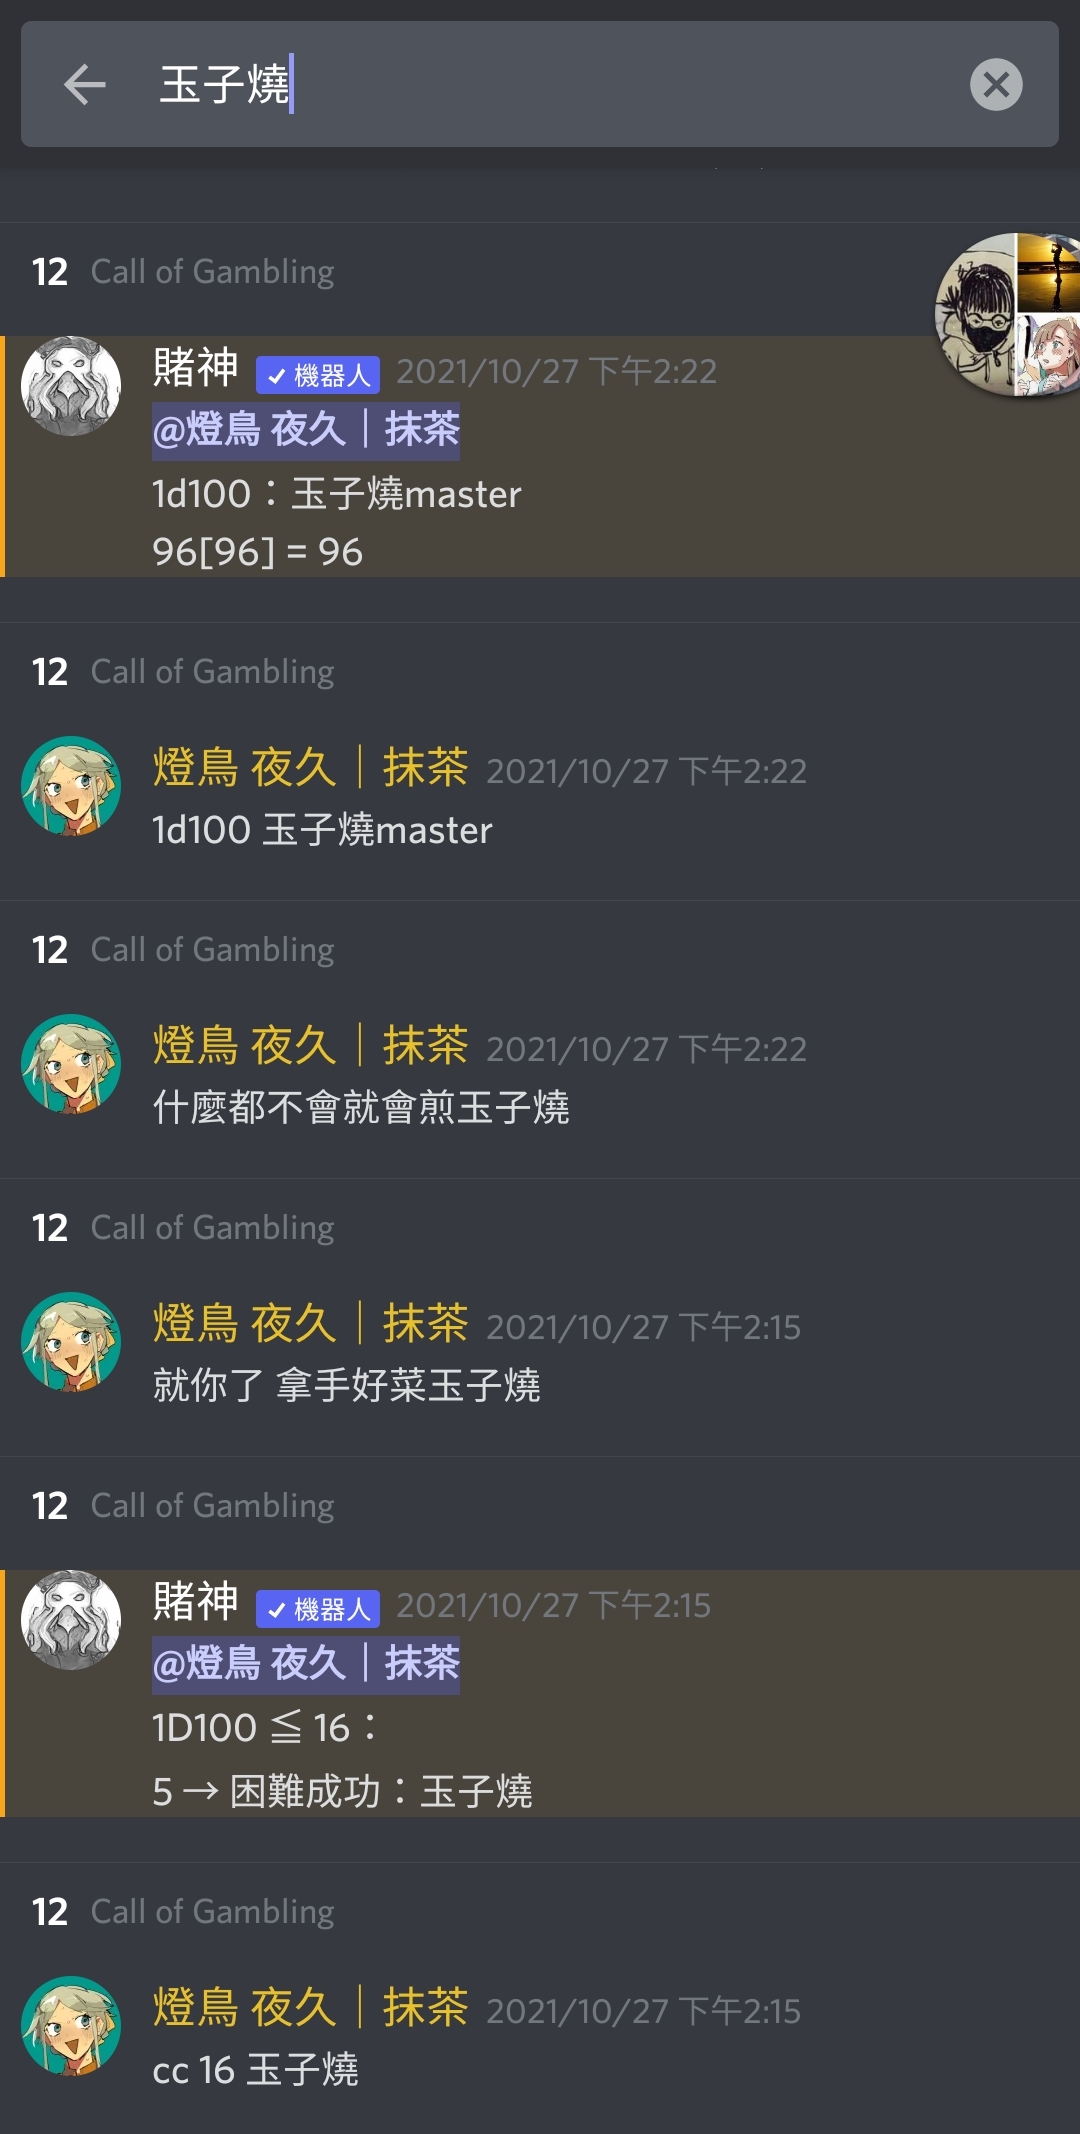 玉子燒
12 Call of Gambling
賭神 機器人 2021/10/27 下午2:22
@燈鳥 夜久｜抹茶
1d100：玉子燒master
96[96] = 96
12 Call of Gambling
燈鳥 夜久｜抹茶 2021/10/27 下午2:22
1d100 玉子燒master
12 Call of Gambling
燈鳥 夜久｜抹茶 2021/10/27 下午2:22
什麼都不會就會煎玉子燒
12 Call of Gambling
燈鳥 夜久｜抹茶 2021/10/27 下午2:15
就你了 拿手好菜玉子燒
12 Call of Gambling
賭神 機器人 2021/10/27 下午2:15
@燈鳥 夜久｜抹茶
1D100 ≦ 16：
5 → 困難成功：玉子燒
12 Call of Gambling
燈鳥 夜久｜抹茶 2021/10/27 下午2:15
cc 16 玉子燒